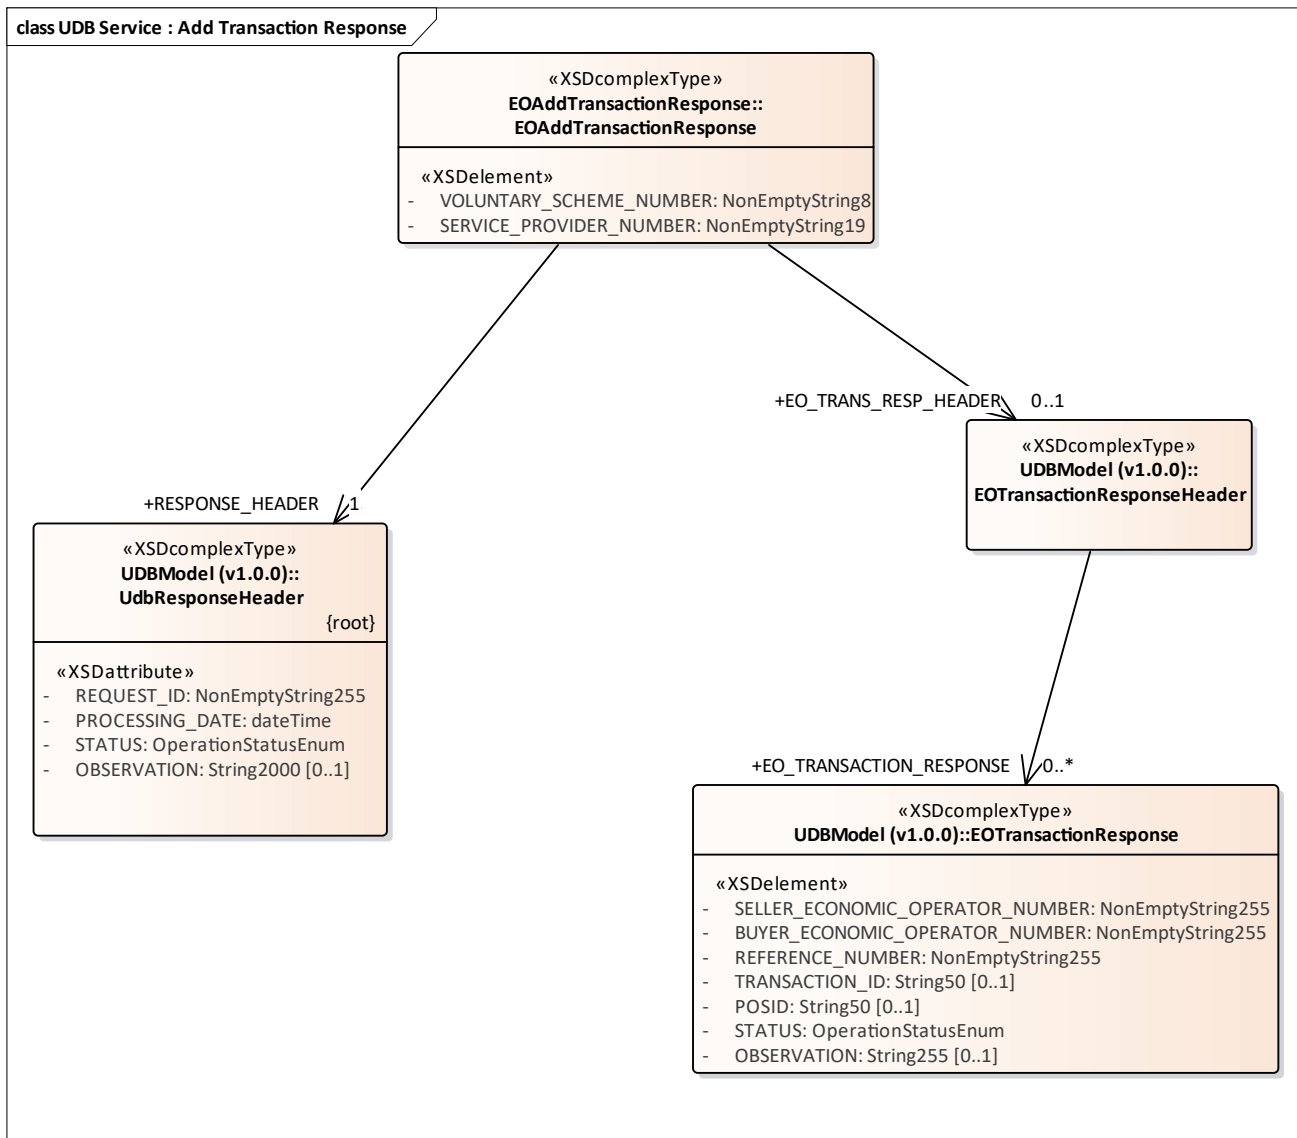 class UDB Service : Add Transaction Response
«XSDcomplexType»
EOAddTransactionResponse::
EOAddTransactionResponse
«XSDelement»
- VOLUNTARY_SCHEME_NUMBER: NonEmptyString8
- SERVICE_PROVIDER_NUMBER: NonEmptyString19
+EO_TRANS_RESP_HEADER 0..1
«XSDcomplexType»
UDBModel (v1.0.0)::
EOTransactionResponseHeader
+RESPONSE_HEADER 1
«XSDcomplexType»
UDBModel (v1.0.0)::
UdbResponseHeader
{root}
«XSDattribute»
- REQUEST_ID: NonEmptyString255
- PROCESSING_DATE: dateTime
- STATUS: OperationStatusEnum
- OBSERVATION: String2000 [0..1]
+EO_TRANSACTION_RESPONSE 0..*
«XSDcomplexType»
UDBModel (v1.0.0)::EOTransactionResponse
«XSDelement»
- SELLER_ECONOMIC_OPERATOR_NUMBER: NonEmptyString255
- BUYER_ECONOMIC_OPERATOR_NUMBER: NonEmptyString255
- REFERENCE_NUMBER: NonEmptyString255
- TRANSACTION_ID: String50 [0..1]
- POSID: String50 [0..1]
- STATUS: OperationStatusEnum
- OBSERVATION: String255 [0..1]